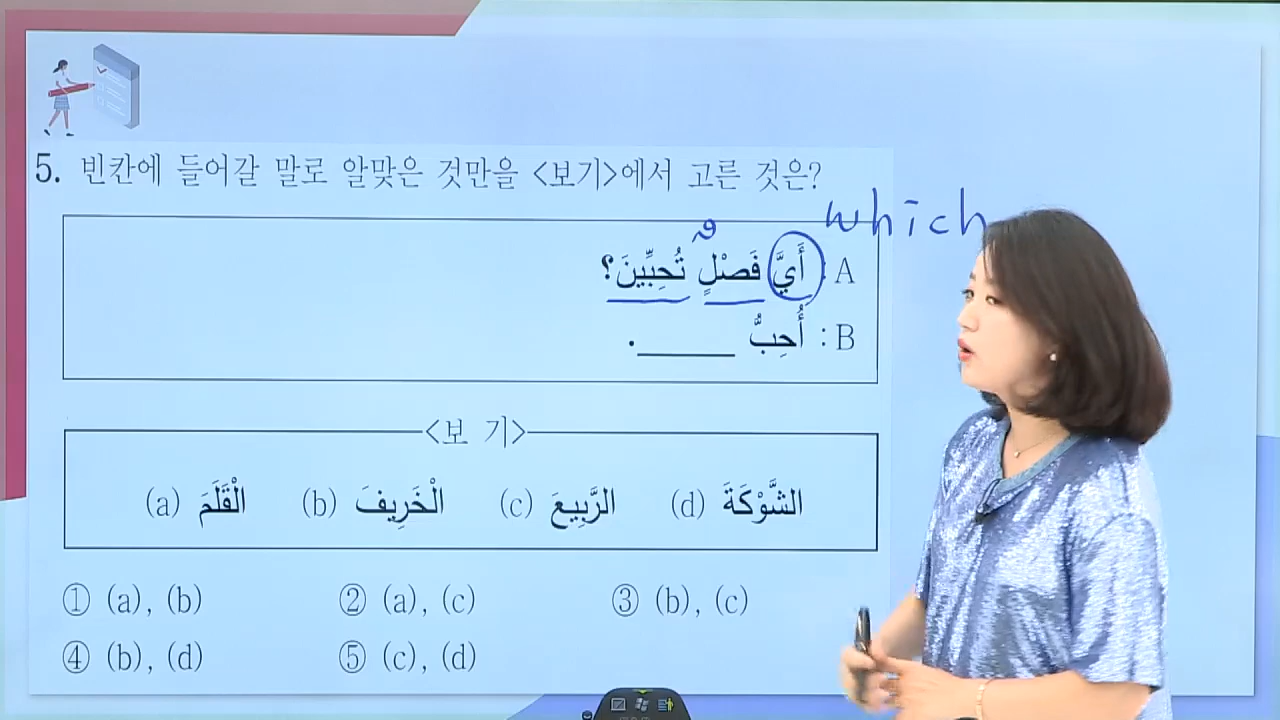 5. 빈칸에 들어갈 말로 알맞은 것만을 <보기>에서 고른 것은?
which
A : أَيَّ فَصْلٍ تُحِبِّينَ؟
B : أُحِبُّ ______.
<보 기>
(a) الْقَلَمَ (b) الْخَرِيفَ (c) الرَّبِيعَ (d) الشَّوْكَةَ
① (a), (b) ② (a), (c) ③ (b), (c)
④ (b), (d) ⑤ (c), (d)